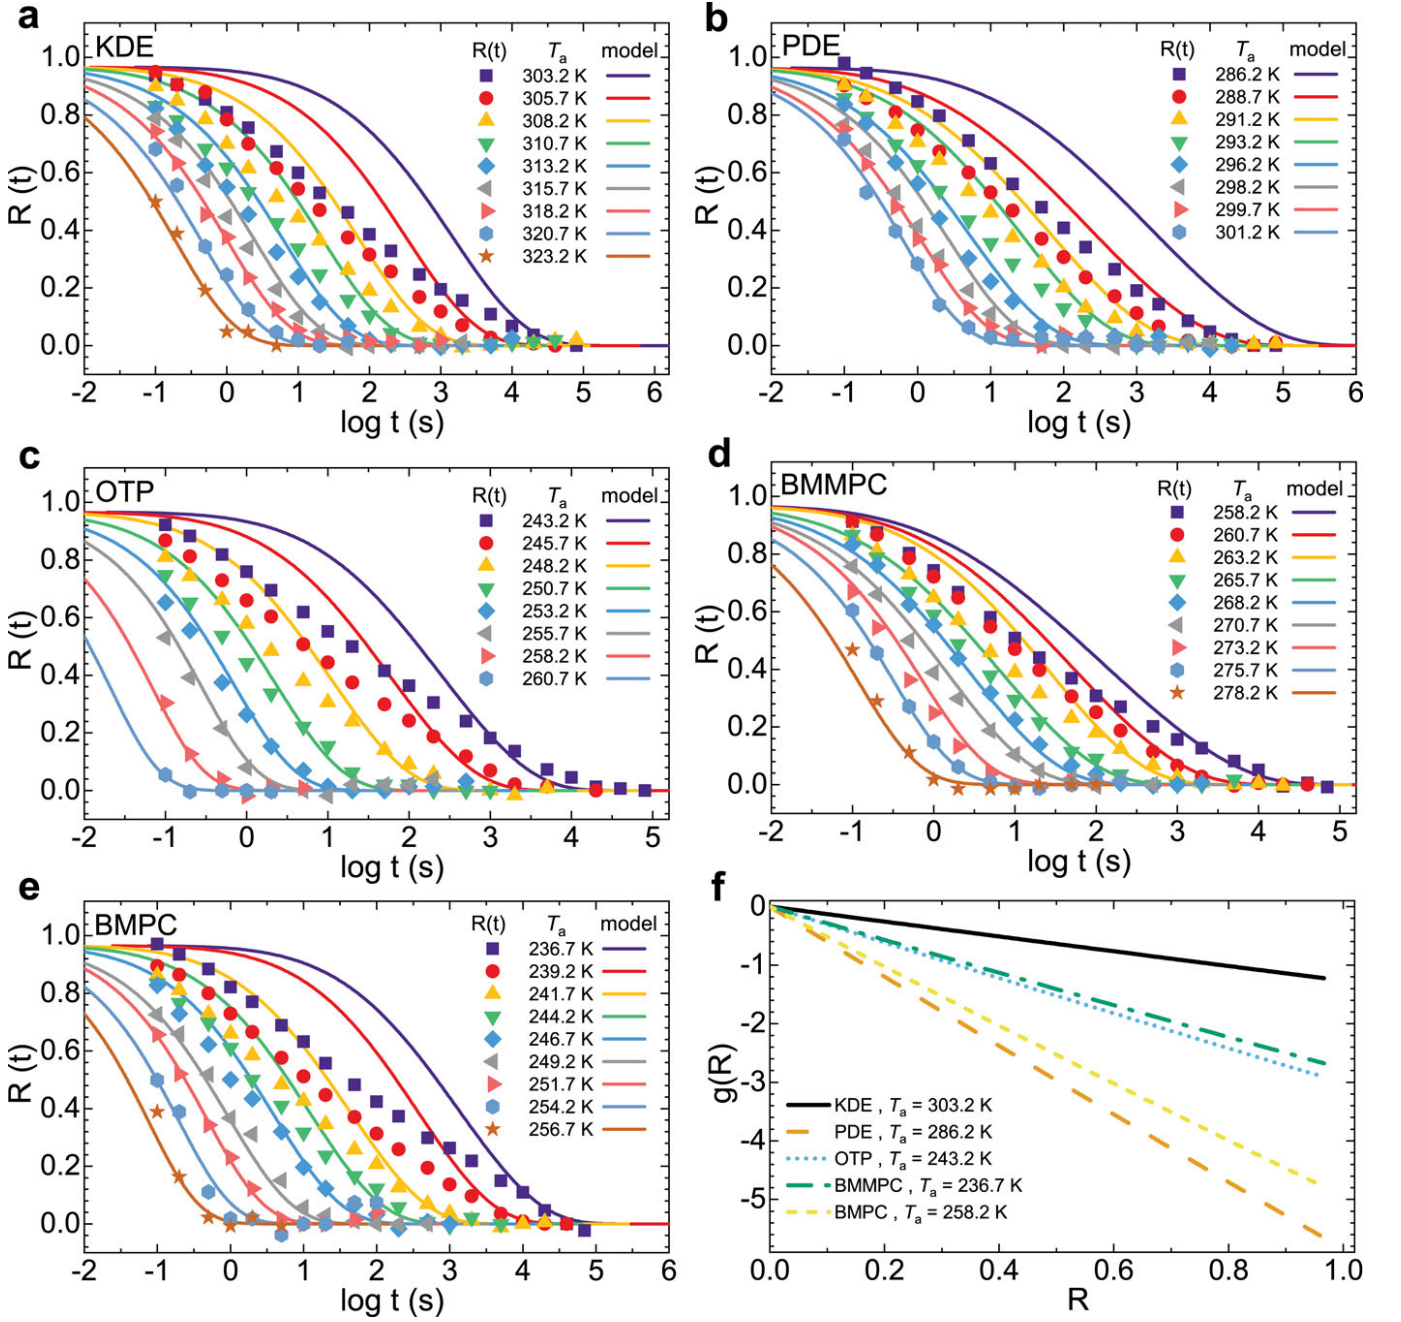 a
KDE
R(t) Ta model
303.2 K
305.7 K
308.2 K
310.7 K
313.2 K
315.7 K
318.2 K
320.7 K
323.2 K
1.0
0.8
0.6
0.4
0.2
0.0
R (t)
-2 -1 0 1 2 3 4 5 6
log t (s)
b
PDE
R(t) Ta model
286.2 K
288.7 K
291.2 K
293.2 K
296.2 K
298.2 K
299.7 K
301.2 K
1.0
0.8
0.6
0.4
0.2
0.0
R (t)
-2 -1 0 1 2 3 4 5 6
log t (s)
c
OTP
R(t) Ta model
243.2 K
245.7 K
248.2 K
250.7 K
253.2 K
255.7 K
258.2 K
260.7 K
1.0
0.8
0.6
0.4
0.2
0.0
R (t)
-2 -1 0 1 2 3 4 5
log t (s)
d
BMMPC
R(t) Ta model
258.2 K
260.7 K
263.2 K
265.7 K
268.2 K
270.7 K
273.2 K
275.7 K
278.2 K
1.0
0.8
0.6
0.4
0.2
0.0
R (t)
-2 -1 0 1 2 3 4 5
log t (s)
e
BMPC
R(t) Ta model
236.7 K
239.2 K
241.7 K
244.2 K
246.7 K
249.2 K
251.7 K
254.2 K
256.7 K
1.0
0.8
0.6
0.4
0.2
0.0
R (t)
-2 -1 0 1 2 3 4 5 6
log t (s)
f
0
-1
-2
-3
-4
-5
g(R)
KDE , Ta = 303.2 K
PDE , Ta = 286.2 K
OTP , Ta = 243.2 K
BMMPC , Ta = 236.7 K
BMPC , Ta = 258.2 K
0.0 0.2 0.4 0.6 0.8 1.0
R